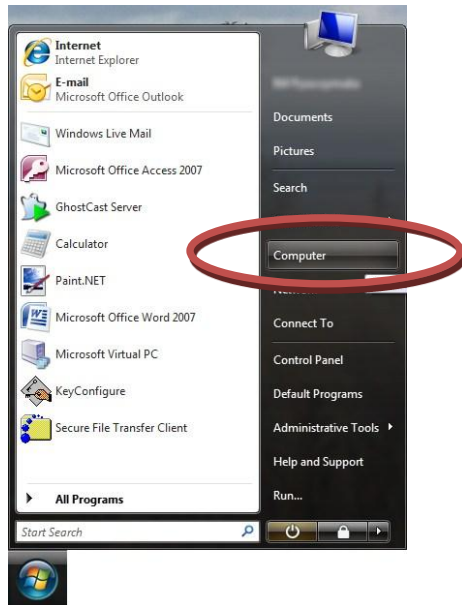 Internet
Internet Explorer
E-mail
Microsoft Office Outlook
Windows Live Mail
Microsoft Office Access 2007
GhostCast Server
Calculator
Paint.NET
Microsoft Office Word 2007
Microsoft Virtual PC
KeyConfigure
Secure File Transfer Client
All Programs
Start Search
Documents
Pictures
Search
Computer
Network
Connect To
Control Panel
Default Programs
Administrative Tools
Help and Support
Run...